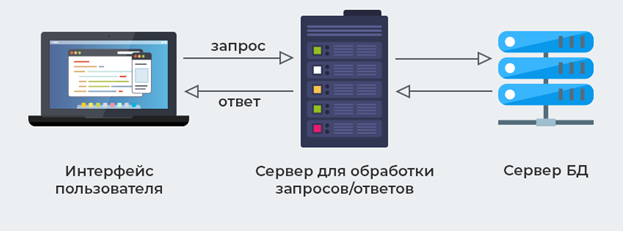 запрос
ответ
Интерфейс
пользователя
Сервер для обработки
запросов/ответов
Сервер БД